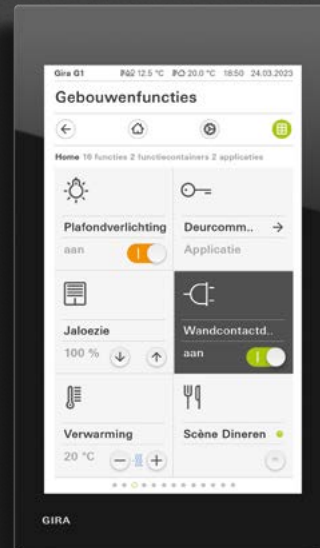 Gira G1 12.5 °C 20.0 °C 18:50 24.03.2023
Gebouwenfuncties
Home 16 functies 2 functiecontainers 2 applicaties
Plafondverlichting
aan
Deurcomm..
Applicatie
Jaloezie
100 %
Wandcontactd..
aan
Verwarming
20 °C
Scène Dineren
GIRA